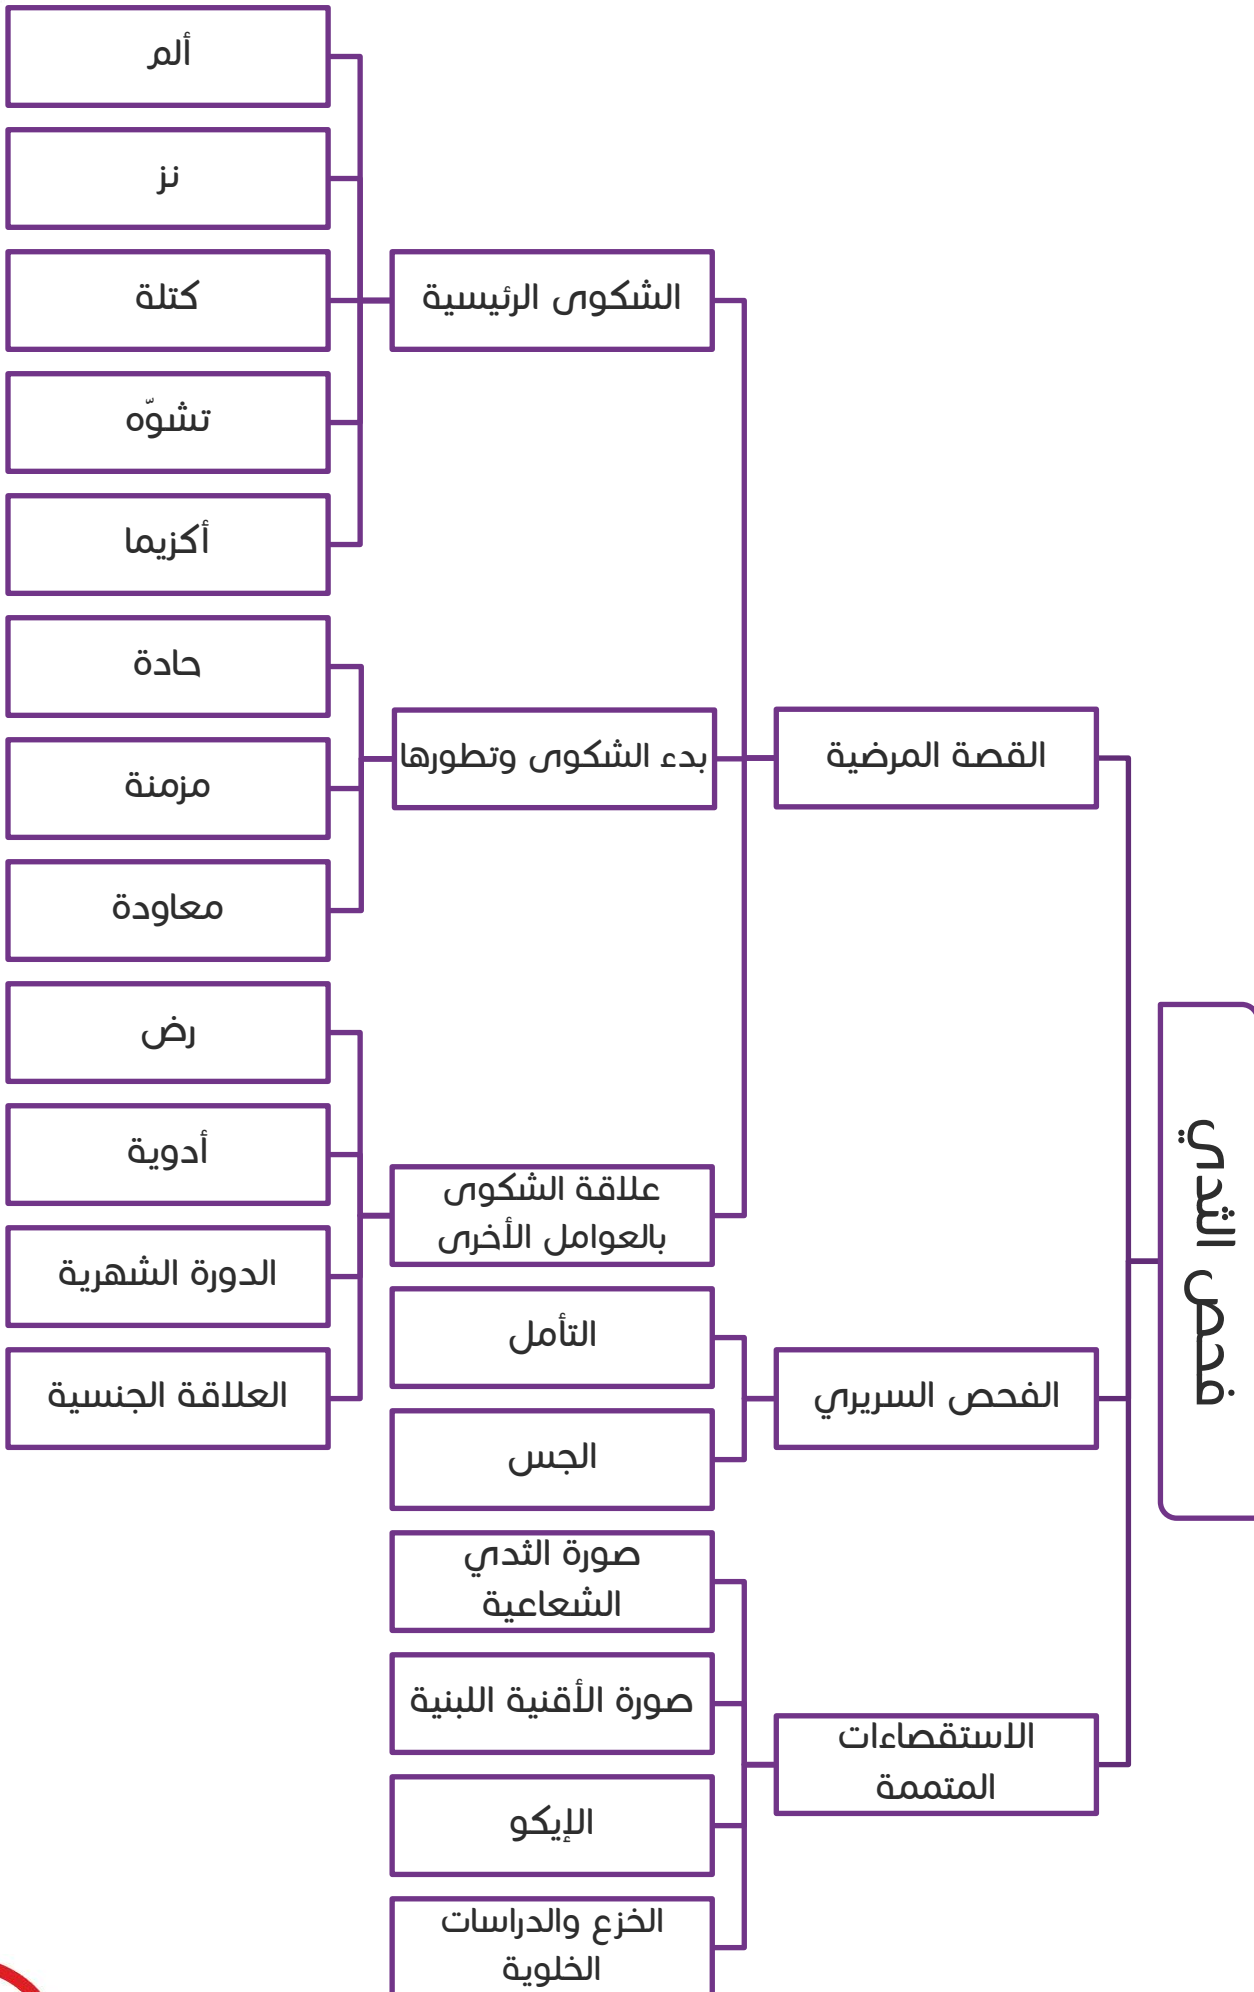 فحص الثدي
القصة المرضية
الشكوى الرئيسية
ألم
نز
كتلة
تشوّه
أكزيما
بدء الشكوى وتطورها
حادة
مزمنة
معاودة
علاقة الشكوى
بالعوامل الأخرى
رض
أدوية
الدورة الشهرية
العلاقة الجنسية
الفحص السريري
التأمل
الجس
الاستقصاءات
المتممة
صورة الثدي
الشعاعية
صورة الأقنية اللبنية
الإيكو
الخزع والدراسات
الخلوية